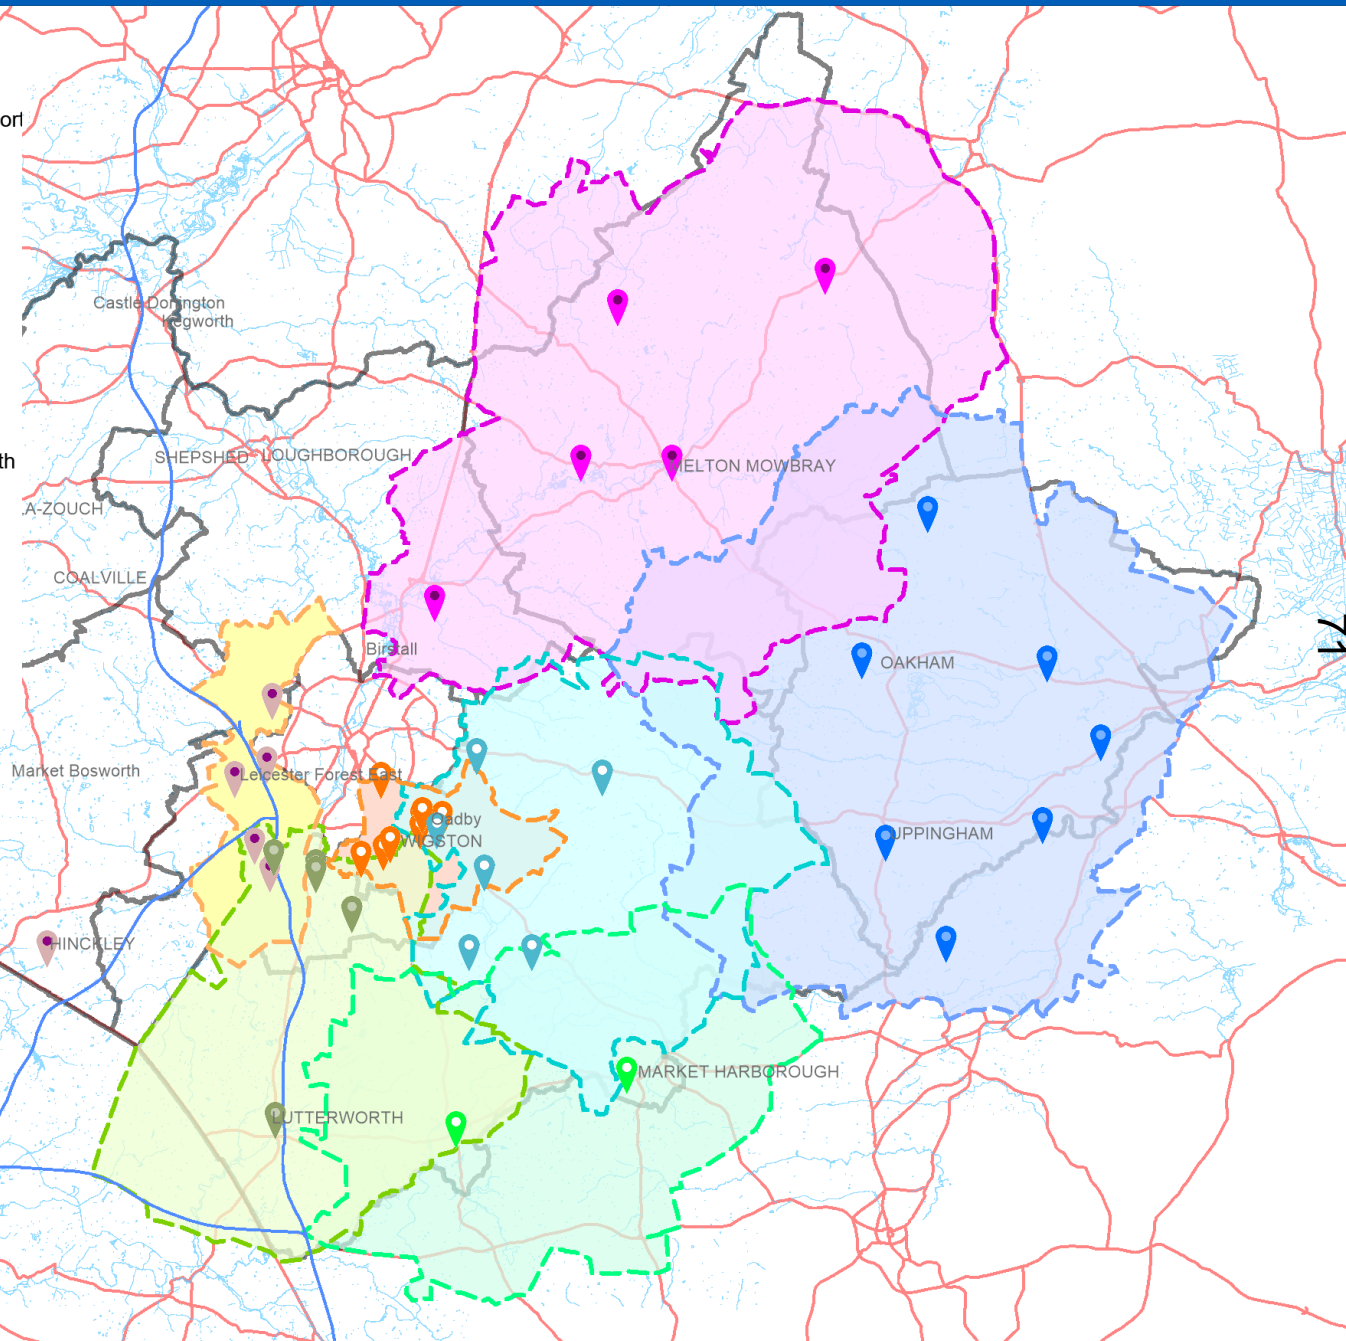 Castle Donington
Kegworth
th
SHEPSHED
LOUGHBOROUGH
MELTON MOWBRAY
A-ZOUCH
COALVILLE
Birstall
OAKHAM
Market Bosworth
Leicester Forest East
Oadby
WIGSTON
UPPINGHAM
HINCKLEY
MARKET HARBOROUGH
LUTTERWORTH